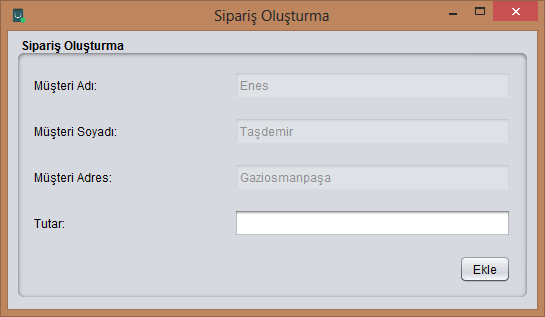 Sipariş Oluşturma
Sipariş Oluşturma
Müşteri Adı: Enes
Müşteri Soyadı: Taşdemir
Müşteri Adres: Gaziosmanpaşa
Tutar:
Ekle